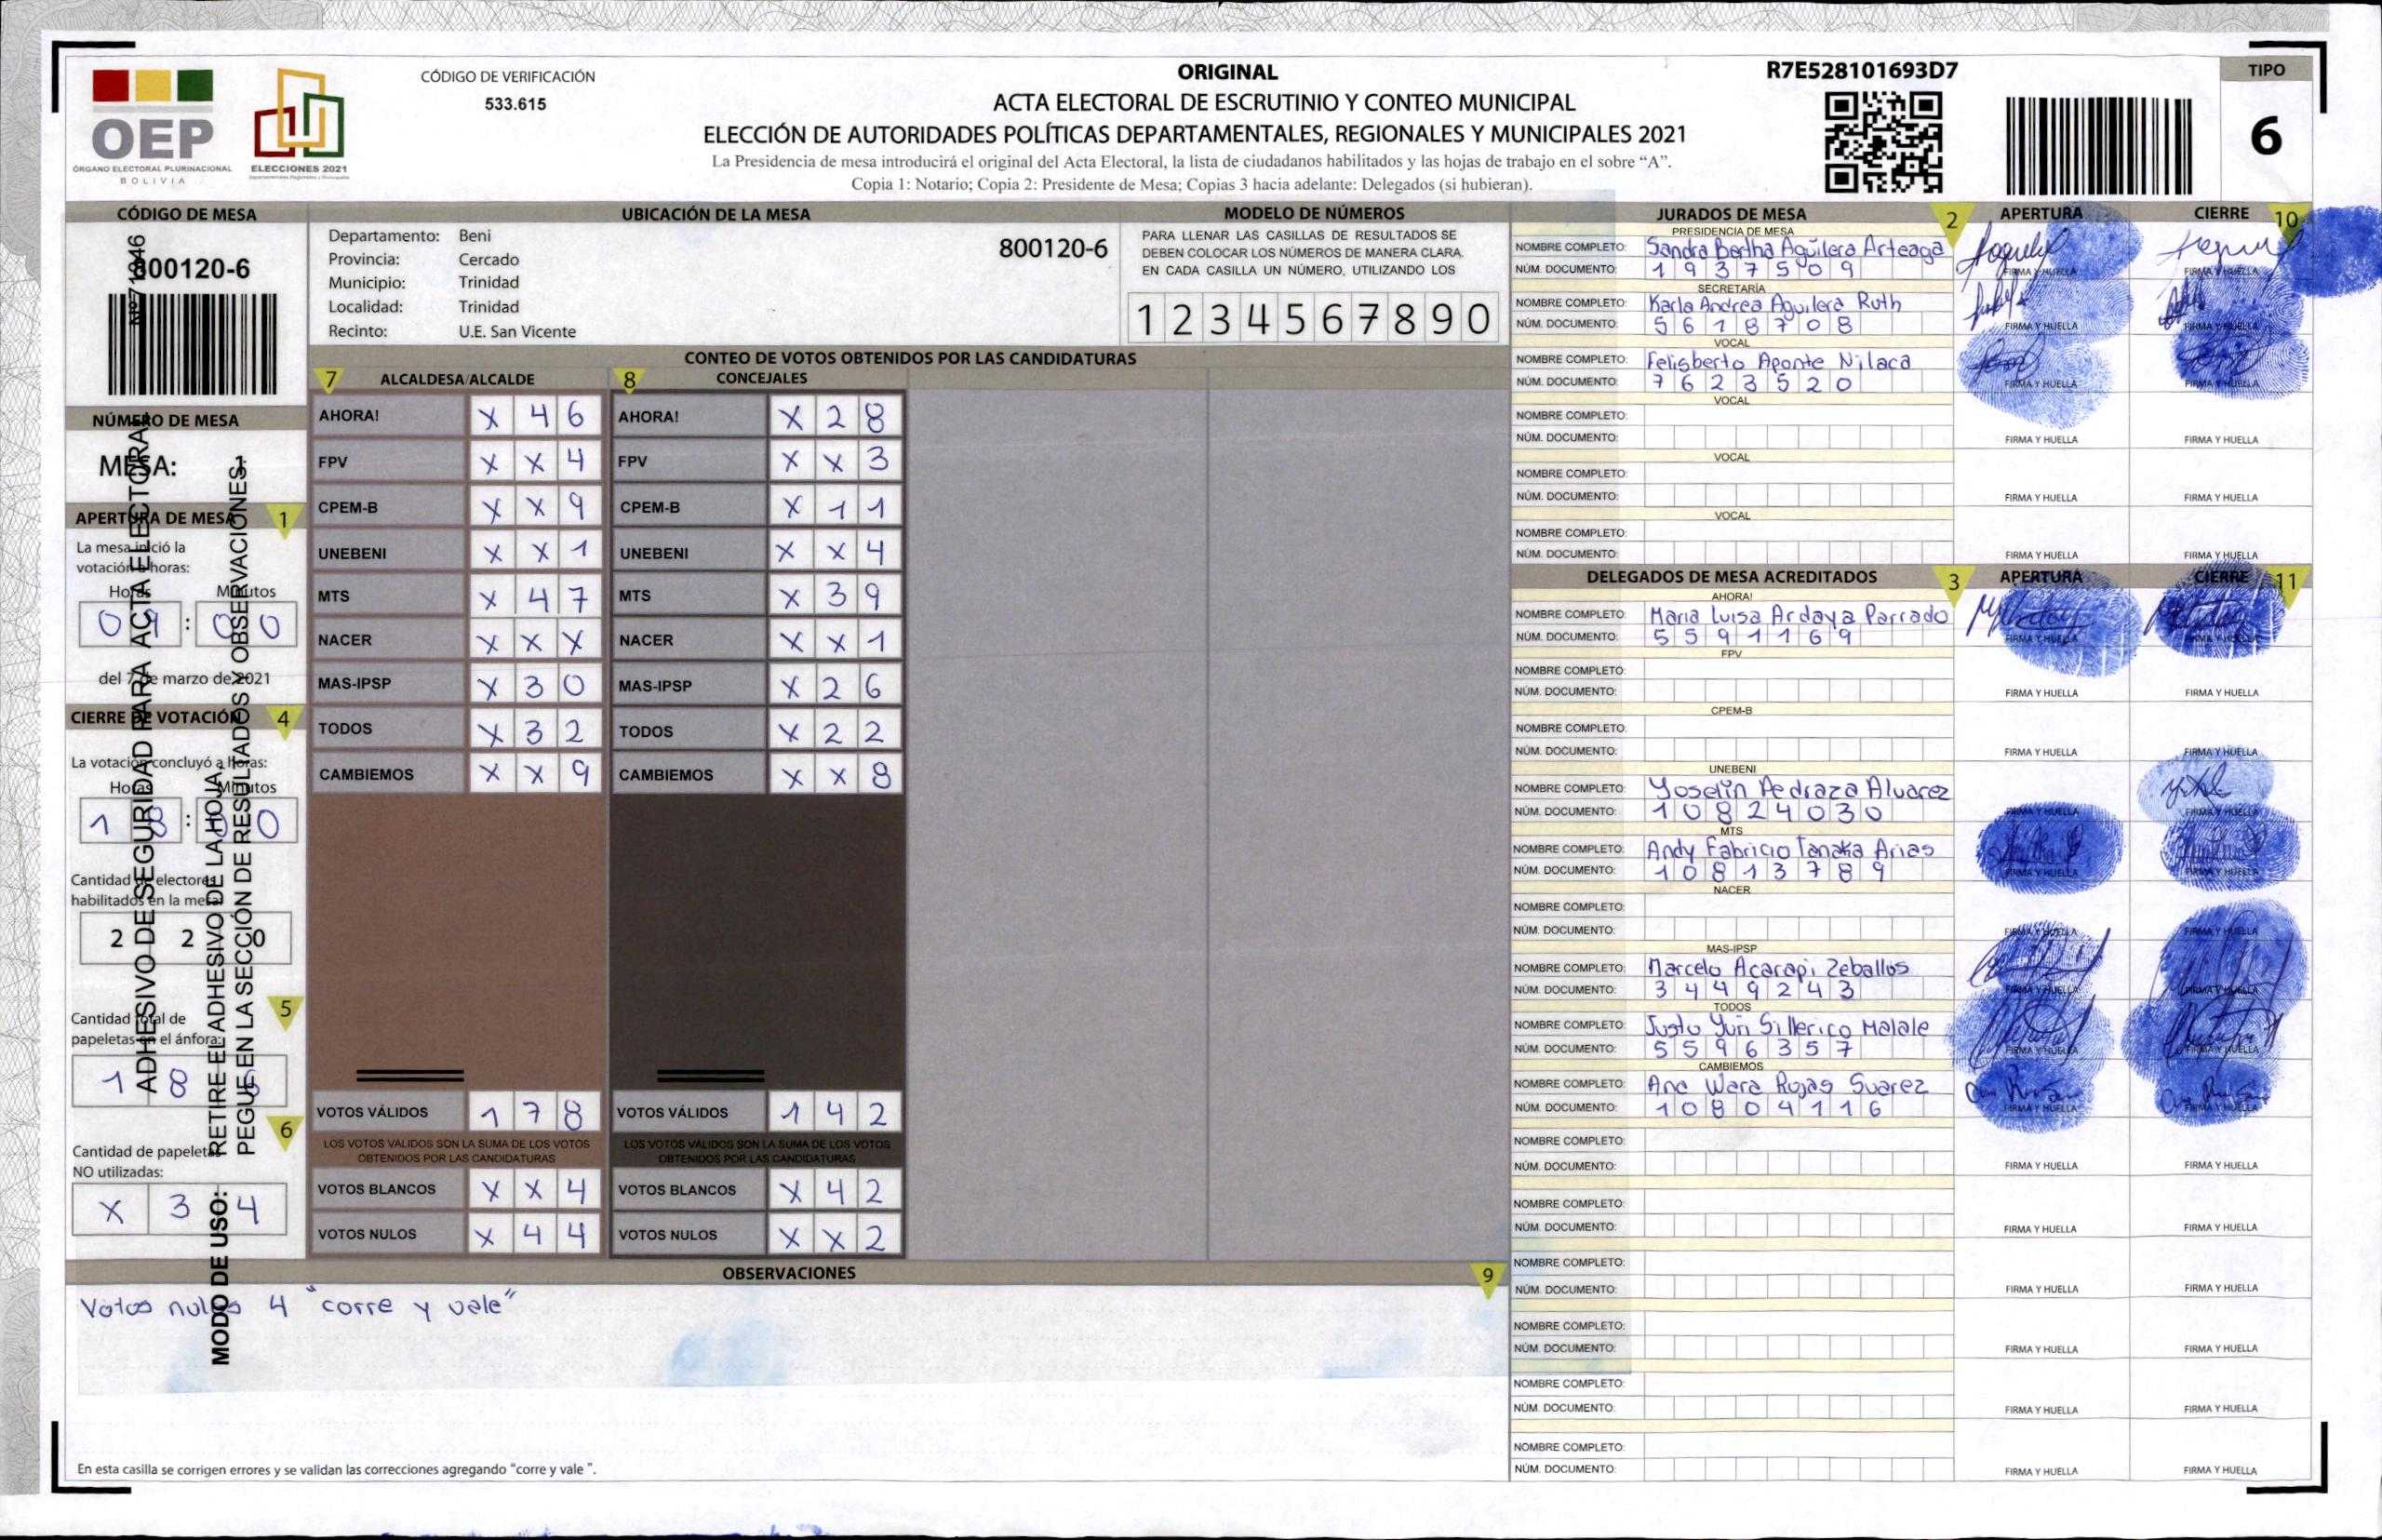 ORIGINAL
ACTA ELECTORAL DE ESCRUTINIO Y CONTEO MUNICIPAL
ELECCIÓN DE AUTORIDADES POLÍTICAS DEPARTAMENTALES, REGIONALES Y MUNICIPALES 2021
La Presidencia de mesa introducirá el original del Acta Electoral, la lista de ciudadanos habilitados y las hojas de trabajo en el sobre “A”.
Copia 1: Notario; Copia 2: Presidente de Mesa; Copias 3 hacia adelante: Delegados (si hubieran).
OEP
ÓRGANO ELECTORAL PLURINACIONAL
BOLIVIA
ELECCIONES 2021
CÓDIGO DE VERIFICACIÓN
533.615
R7E528101693D7
TIPO
6
CÓDIGO DE MESA
800120-6
NÚMERO DE MESA
MESA: 1
APERTURA DE MESA 1
La mesa inició la
votación a horas:
Horas Minutos
09 : 00
del 7 de marzo de 2021
CIERRE DE VOTACIÓN 4
La votación concluyó a horas:
Horas Minutos
18 : 00
Cantidad de electores
habilitados en la mesa:
2 2 0
5
Cantidad total de
papeletas en el ánfora:
1 8
6
Cantidad de papeletas
NO utilizadas:
X 3 4
ADHESIVO DE SEGURIDAD PARA ACTA ELECTORAL
MODO DE USO: RETIRE EL ADHESIVO DE LA HOJA,
PEGUE EN LA SECCIÓN DE RESULTADOS Y OBSERVACIONES.
UBICACIÓN DE LA MESA
Departamento: Beni
Provincia: Cercado
Municipio: Trinidad
Localidad: Trinidad
Recinto: U.E. San Vicente
800120-6
MODELO DE NÚMEROS
PARA LLENAR LAS CASILLAS DE RESULTADOS SE
DEBEN COLOCAR LOS NÚMEROS DE MANERA CLARA,
EN CADA CASILLA UN NÚMERO, UTILIZANDO LOS
1 2 3 4 5 6 7 8 9 0
CONTEO DE VOTOS OBTENIDOS POR LAS CANDIDATURAS
7 ALCALDESA/ALCALDE
AHORA! X 4 6
FPV X X 4
CPEM-B X X 9
UNEBENI X X 1
MTS X 4 7
NACER X X X
MAS-IPSP X 3 0
TODOS X 3 2
CAMBIEMOS X X 9
VOTOS VÁLIDOS 1 7 8
LOS VOTOS VÁLIDOS SON LA SUMA DE LOS VOTOS
OBTENIDOS POR LAS CANDIDATURAS
VOTOS BLANCOS X X 4
VOTOS NULOS X 4 4
8 CONCEJALES
AHORA! X 2 8
FPV X X 3
CPEM-B X 1 1
UNEBENI X X 4
MTS X 3 9
NACER X X 1
MAS-IPSP X 2 6
TODOS X 2 2
CAMBIEMOS X X 8
VOTOS VÁLIDOS 1 4 2
LOS VOTOS VÁLIDOS SON LA SUMA DE LOS VOTOS
OBTENIDOS POR LAS CANDIDATURAS
VOTOS BLANCOS X 4 2
VOTOS NULOS X X 2
OBSERVACIONES 9
Votos nulos 4 "corre y vale"
En esta casilla se corrigen errores y se validan las correcciones agregando "corre y vale ".
JURADOS DE MESA 2 APERTURA CIERRE 10
PRESIDENCIA DE MESA
NOMBRE COMPLETO: Sandra Bertha Aguilera Arteaga
NÚM. DOCUMENTO: 1937509
FIRMA Y HUELLA FIRMA Y HUELLA
SECRETARÍA
NOMBRE COMPLETO: Karla Andrea Aguilera Ruth
NÚM. DOCUMENTO: 5618708
FIRMA Y HUELLA FIRMA Y HUELLA
VOCAL
NOMBRE COMPLETO: Felisberto Aponte Nilaca
NÚM. DOCUMENTO: 7623520
FIRMA Y HUELLA FIRMA Y HUELLA
VOCAL
NOMBRE COMPLETO:
NÚM. DOCUMENTO:
FIRMA Y HUELLA FIRMA Y HUELLA
VOCAL
NOMBRE COMPLETO:
NÚM. DOCUMENTO:
FIRMA Y HUELLA FIRMA Y HUELLA
VOCAL
NOMBRE COMPLETO:
NÚM. DOCUMENTO:
FIRMA Y HUELLA FIRMA Y HUELLA
DELEGADOS DE MESA ACREDITADOS 3 APERTURA CIERRE 11
AHORA!
NOMBRE COMPLETO: Maria Luisa Ardaya Parrado
NÚM. DOCUMENTO: 5591169
FIRMA Y HUELLA FIRMA Y HUELLA
FPV
NOMBRE COMPLETO:
NÚM. DOCUMENTO:
FIRMA Y HUELLA FIRMA Y HUELLA
CPEM-B
NOMBRE COMPLETO:
NÚM. DOCUMENTO:
FIRMA Y HUELLA FIRMA Y HUELLA
UNEBENI
NOMBRE COMPLETO: Yoselin Pedraza Alvarez
NÚM. DOCUMENTO: 10824030
FIRMA Y HUELLA FIRMA Y HUELLA
MTS
NOMBRE COMPLETO: Andy Fabricio Tanaka Arias
NÚM. DOCUMENTO: 10813789
FIRMA Y HUELLA FIRMA Y HUELLA
NACER
NOMBRE COMPLETO:
NÚM. DOCUMENTO:
FIRMA Y HUELLA FIRMA Y HUELLA
MAS-IPSP
NOMBRE COMPLETO: Marcelo Acarapi Zeballos
NÚM. DOCUMENTO: 3449243
FIRMA Y HUELLA FIRMA Y HUELLA
TODOS
NOMBRE COMPLETO: Justo Yuri Sillerico Malale
NÚM. DOCUMENTO: 5596357
FIRMA Y HUELLA FIRMA Y HUELLA
CAMBIEMOS
NOMBRE COMPLETO: Ana Wara Rojas Suarez
NÚM. DOCUMENTO: 10804116
FIRMA Y HUELLA FIRMA Y HUELLA
NOMBRE COMPLETO:
NÚM. DOCUMENTO:
FIRMA Y HUELLA FIRMA Y HUELLA
NOMBRE COMPLETO:
NÚM. DOCUMENTO:
FIRMA Y HUELLA FIRMA Y HUELLA
NOMBRE COMPLETO:
NÚM. DOCUMENTO:
FIRMA Y HUELLA FIRMA Y HUELLA
NOMBRE COMPLETO:
NÚM. DOCUMENTO:
FIRMA Y HUELLA FIRMA Y HUELLA
NOMBRE COMPLETO:
NÚM. DOCUMENTO:
FIRMA Y HUELLA FIRMA Y HUELLA
NOMBRE COMPLETO:
NÚM. DOCUMENTO:
FIRMA Y HUELLA FIRMA Y HUELLA